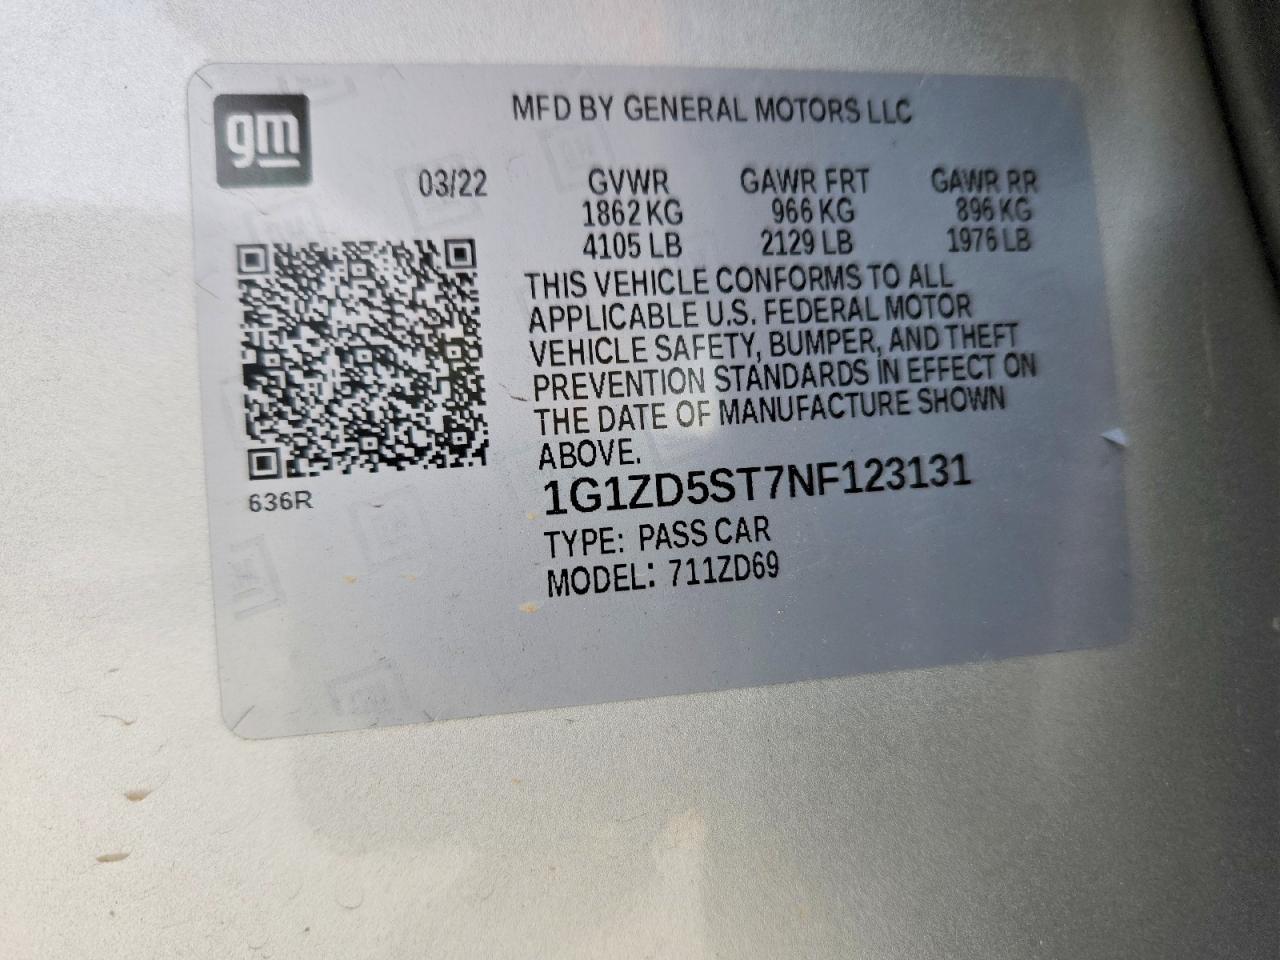 gm
MFD BY GENERAL MOTORS LLC
03/22 GVWR GAWR FRT GAWR RR
1862 KG 966 KG 896 KG
4105 LB 2129 LB 1976 LB
THIS VEHICLE CONFORMS TO ALL
APPLICABLE U.S. FEDERAL MOTOR
VEHICLE SAFETY, BUMPER, AND THEFT
PREVENTION STANDARDS IN EFFECT ON
THE DATE OF MANUFACTURE SHOWN
ABOVE.
1G1ZD5ST7NF123131
TYPE: PASS CAR
MODEL: 711ZD69
636R